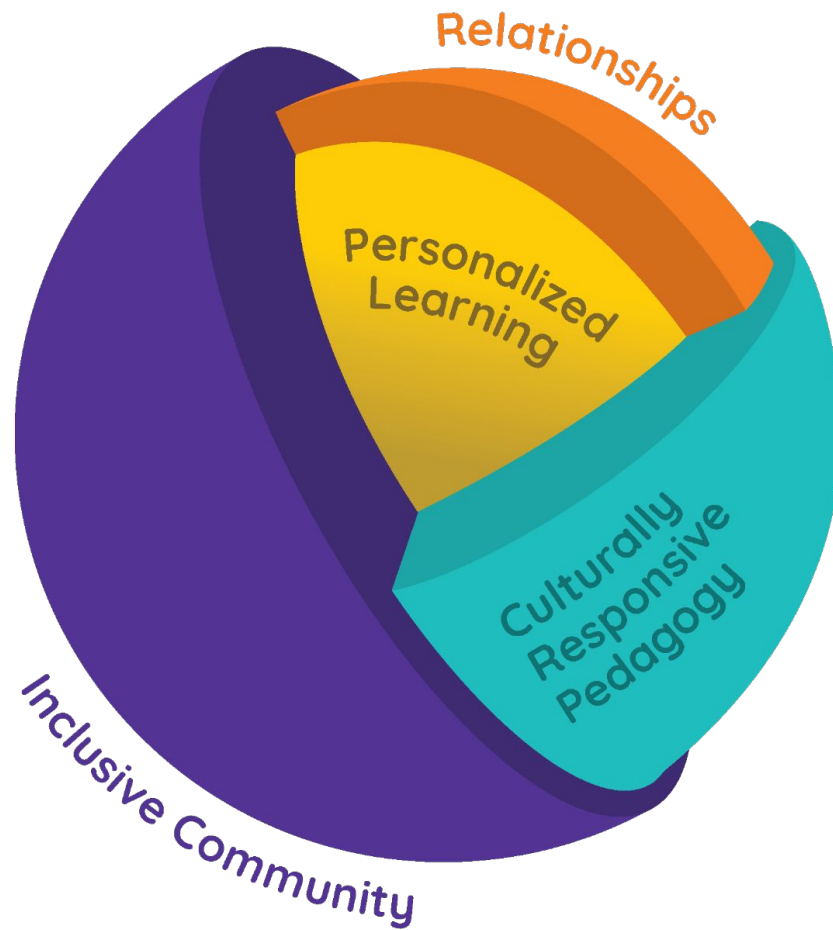 Relationships
Personalized
Learning
Culturally
Responsive
Pedagogy
Inclusive Community